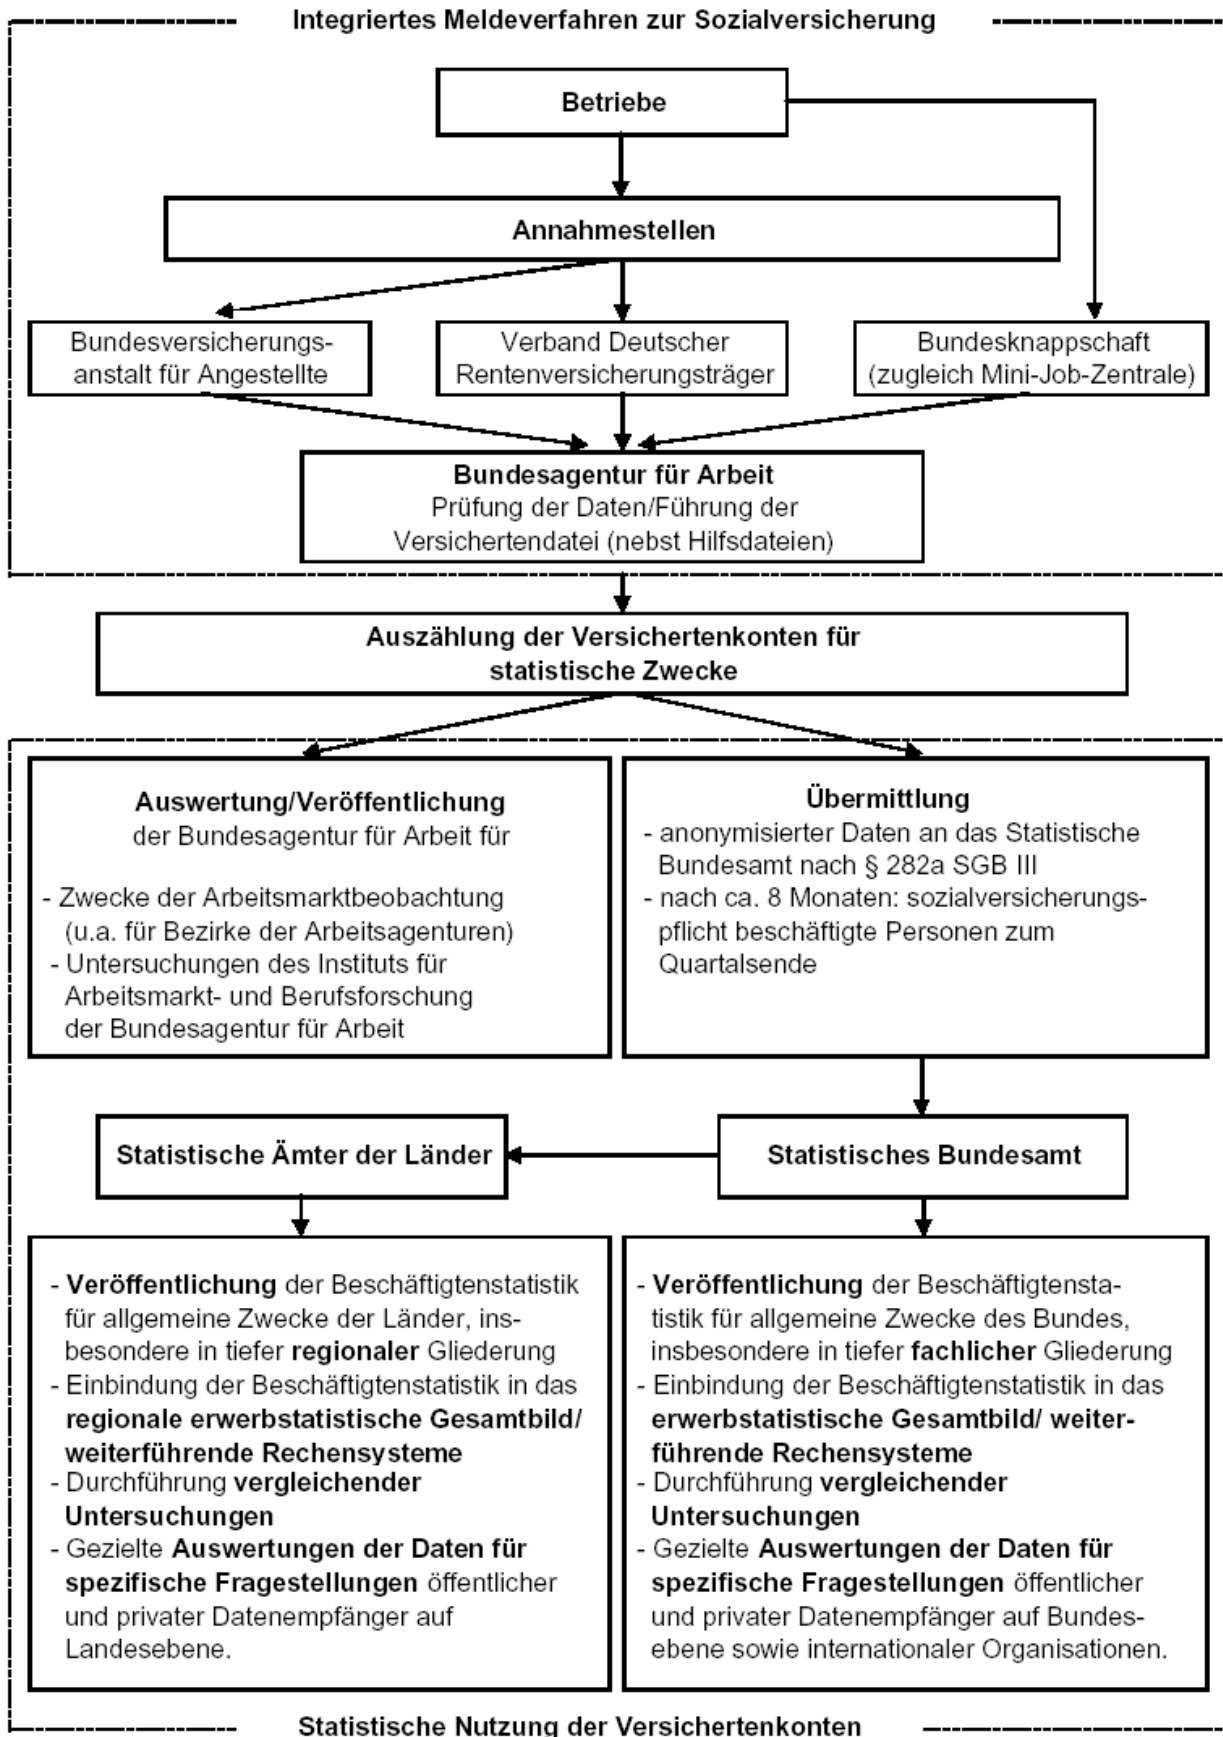 Integriertes Meldeverfahren zur Sozialversicherung
Betriebe
Annahmestellen
Bundesversicherungs-
anstalt für Angestellte
Verband Deutscher
Rentenversicherungsträger
Bundesknappschaft
(zugleich Mini-Job-Zentrale)
Bundesagentur für Arbeit
Prüfung der Daten/Führung der
Versichertendatei (nebst Hilfsdateien)
Auszählung der Versichertenkonten für
statistische Zwecke
Auswertung/Veröffentlichung
der Bundesagentur für Arbeit für
- Zwecke der Arbeitsmarktbeobachtung
(u.a. für Bezirke der Arbeitsagenturen)
- Untersuchungen des Instituts für
Arbeitsmarkt- und Berufsforschung
der Bundesagentur für Arbeit
Übermittlung
- anonymisierter Daten an das Statistische
Bundesamt nach § 282a SGB III
- nach ca. 8 Monaten: sozialversicherungs-
pflicht beschäftigte Personen zum
Quartalsende
Statistische Ämter der Länder
Statistisches Bundesamt
- Veröffentlichung der Beschäftigtenstatistik
für allgemeine Zwecke der Länder, ins-
besondere in tiefer regionaler Gliederung
- Einbindung der Beschäftigtenstatistik in das
regionale erwerbstatistische Gesamtbild/
weiterführende Rechensysteme
- Durchführung vergleichender
Untersuchungen
- Gezielte Auswertungen der Daten für
spezifische Fragestellungen öffentlicher
und privater Datenempfänger auf
Landesebene.
- Veröffentlichung der Beschäftigtensta-
tistik für allgemeine Zwecke des Bundes,
insbesondere in tiefer fachlicher Gliederung
- Einbindung der Beschäftigtenstatistik in das
erwerbstatistische Gesamtbild/ weiter-
führende Rechensysteme
- Durchführung vergleichender
Untersuchungen
- Gezielte Auswertungen der Daten für
spezifische Fragestellungen öffentlicher
und privater Datenempfänger auf Bundes-
ebene sowie internationaler Organisationen.
Statistische Nutzung der Versichertenkonten